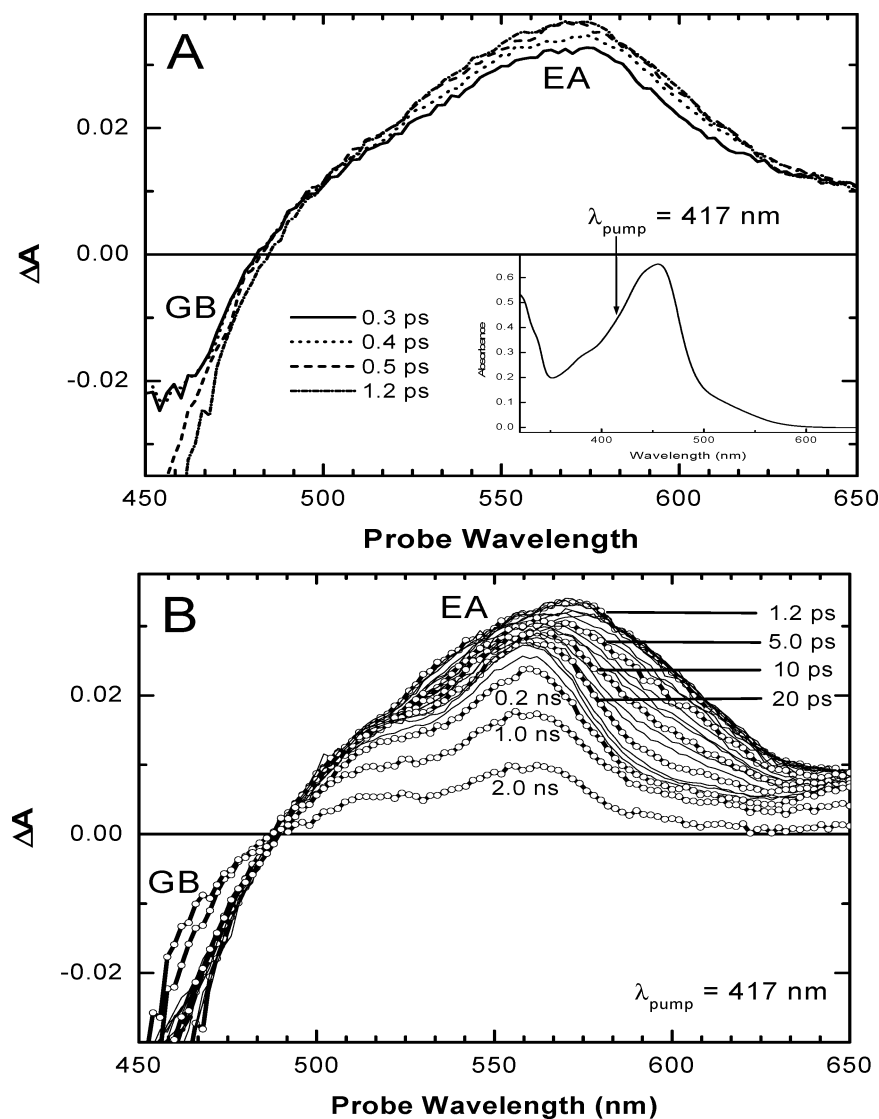 A
EA
0.02
λpump = 417 nm
0.00
ΔA
GB
0.3 ps
0.4 ps
0.5 ps
1.2 ps
-0.02
0.6
0.5
0.4
0.3
0.2
0.1
0.0
Absorbance
400 500 600
Wavelength (nm)
450 500 550 600 650
Probe Wavelength
B
EA
1.2 ps
5.0 ps
10 ps
20 ps
0.02
0.2 ns
1.0 ns
2.0 ns
0.00
ΔA
GB
-0.02
λpump = 417 nm
450 500 550 600 650
Probe Wavelength (nm)